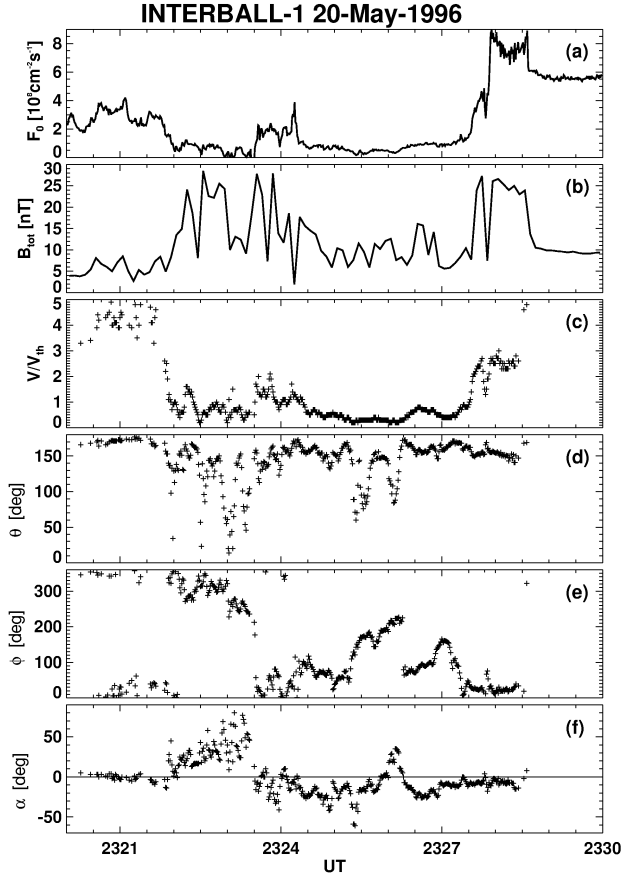 INTERBALL-1 20-May-1996
F₀ [10⁸cm⁻²s⁻¹]
8
6
4
2
0
(a)
B_tot [nT]
30
25
20
15
10
5
0
(b)
V/V_th
5
4
3
2
1
0
(c)
θ [deg]
150
100
50
0
(d)
ϕ [deg]
300
200
100
0
(e)
α [deg]
50
0
-50
(f)
2321 2324 2327 2330
UT